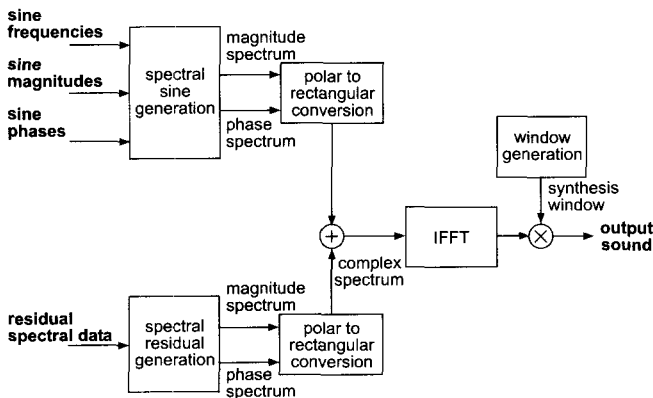 sine
frequencies
sine
magnitudes
sine
phases
spectral
sine
generation
magnitude
spectrum
phase
spectrum
polar to
rectangular
conversion
window
generation
synthesis
window
+
IFFT
×
output
sound
complex
spectrum
residual
spectral data
spectral
residual
generation
magnitude
spectrum
phase
spectrum
polar to
rectangular
conversion